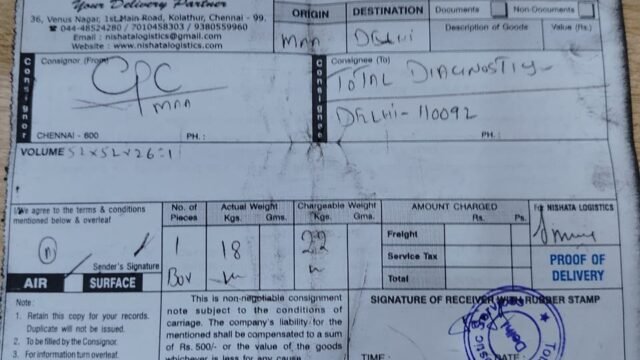 Your Delivery Partner
36, Venus Nagar, 1st Main Road, Kolathur, Chennai - 99.
☎ 044-48524280 / 7010458303 / 9380559960
Email : nishatalogistics@gmail.com
Website : www.nishatalogistics.com
ORIGIN
MAA
DESTINATION
DELHI
Documents
Non-Documents
Description of Goods
Value (Rs.)
Consignor
Consignor (From)
CPC
MAA
CHENNAI - 600
PH. :
Consignee
Consignee (To)
TOTAL
DELHI - 110092
PH. :
VOLUME 52x52x26=1
We agree to the terms & conditions
mentioned below & overleaf
Sender's Signature
AIR
SURFACE
No. of Pieces
1
Box
Actual Weight
Kgs.
Gms.
18
Chargeable Weight
Kgs.
Gms.
22
AMOUNT CHARGED
Rs.
Ps.
Freight
Service Tax
Total
For NISHATA LOGISTICS
PROOF OF
DELIVERY
Note :
1. Retain this copy for your records.
Duplicate will not be issued.
2. To be filled by the Consignor
3. For information turn overleaf
This is non-negotiable consignment
note subject to the conditions of
carriage. The company's liability for the
mentioned shall be compensated to a
sum of Rs. 500/- or the value of the goods
whichever is less for any cause
SIGNATURE OF RECEIVER WITH RUBBER STAMP
Delhi
TIME :
DATE